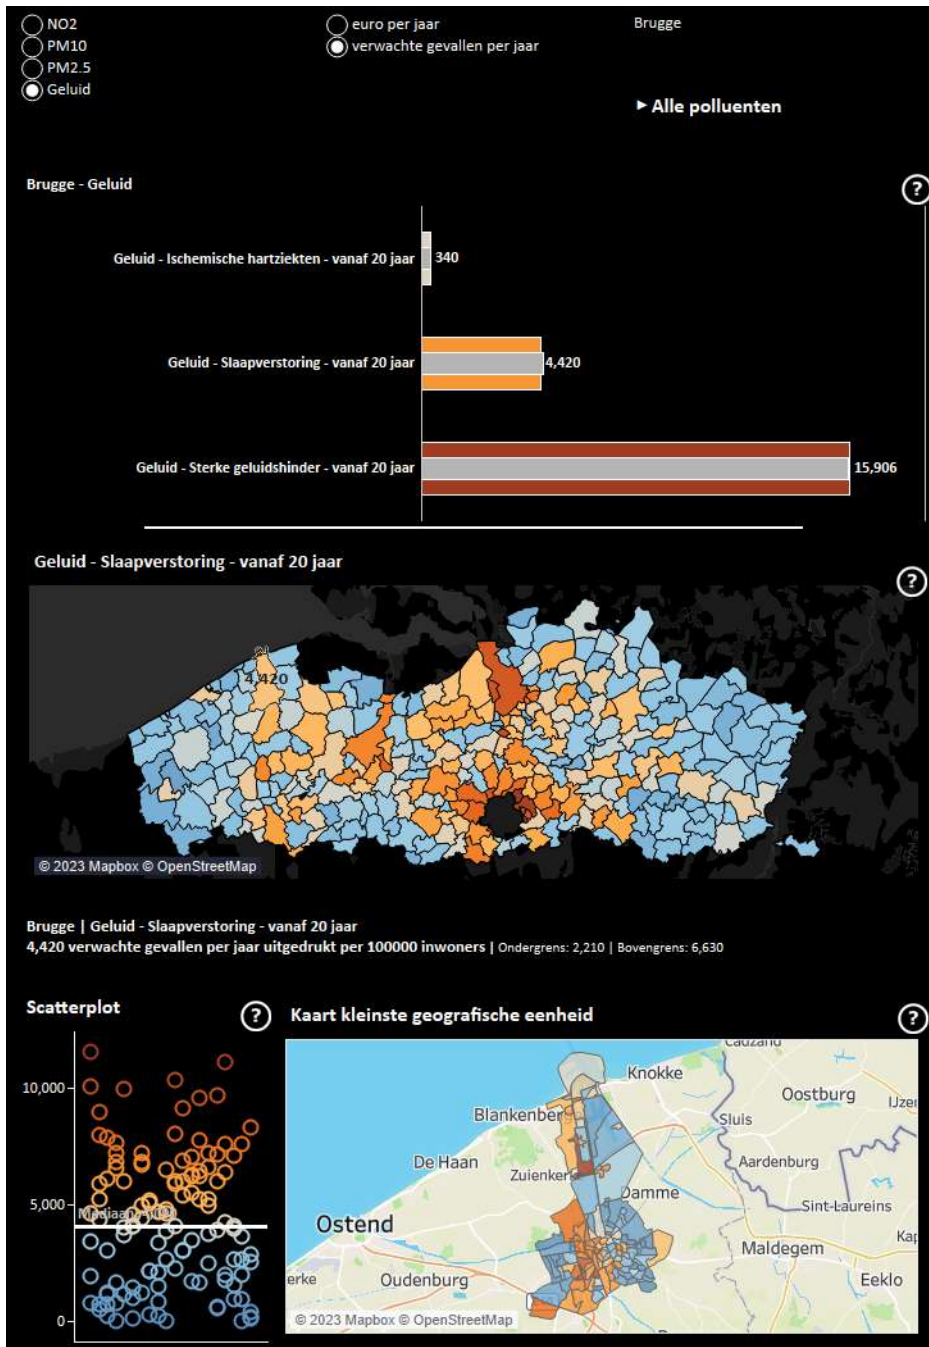 NO2
PM10
PM2.5
Geluid
euro per jaar
verwachte gevallen per jaar
Brugge
Alle polluenten
Brugge - Geluid
?
Geluid - Ischemische hartziekten - vanaf 20 jaar
340
Geluid - Slaapverstoring - vanaf 20 jaar
4,420
Geluid - Sterke geluidshinder - vanaf 20 jaar
15,906
Geluid - Slaapverstoring - vanaf 20 jaar
?
4,420
© 2023 Mapbox © OpenStreetMap
Brugge | Geluid - Slaapverstoring - vanaf 20 jaar
4,420 verwachte gevallen per jaar uitgedrukt per 100000 inwoners | Ondergrens: 2,210 | Bovengrens: 6,630
Scatterplot
?
10,000
5,000
0
Kaart kleinste geografische eenheid
?
Cadzand
Knokke
Oostburg
Blankenber
Sluis
De Haan
Zuienker
Aardenburg
Damme
Sint-Laureins
Ostend
Maldegem
erke
Oudenburg
Eeklo
© 2023 Mapbox © OpenStreetMap